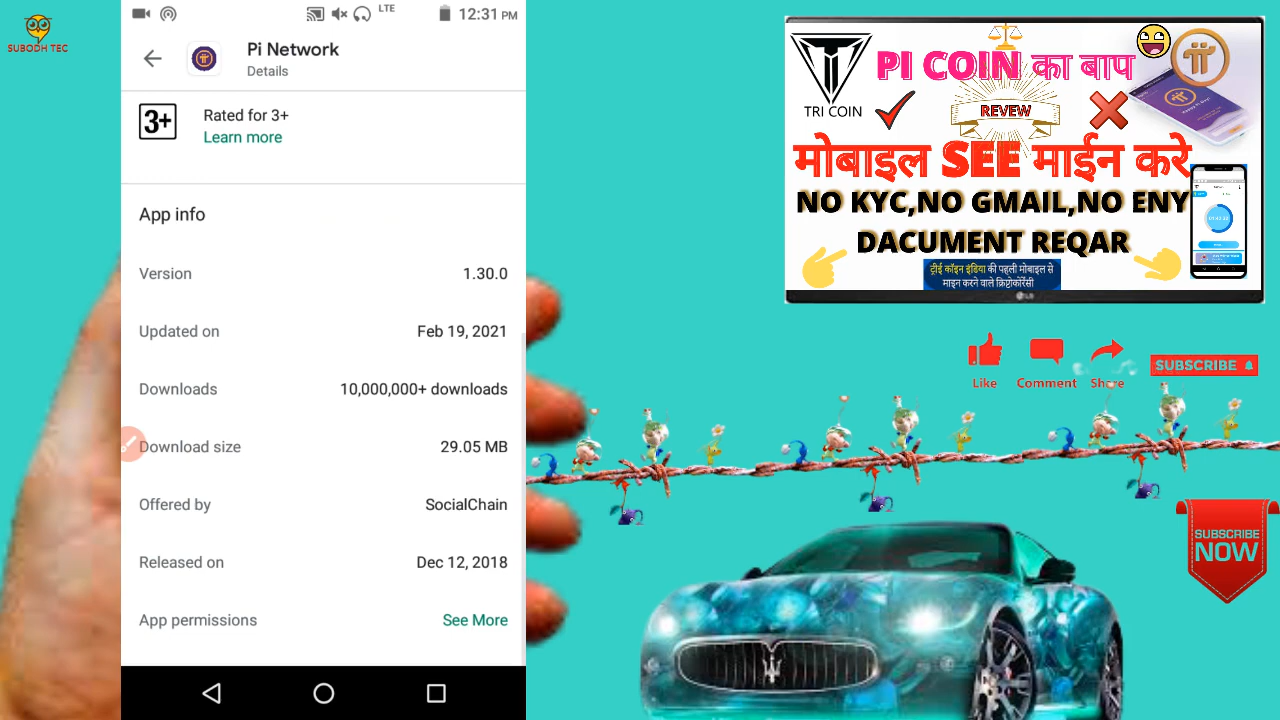 SUBODH TEC
LTE
12:31 PM
Pi Network
Details
3+
Rated for 3+
Learn more
App info
Version 1.30.0
Updated on Feb 19, 2021
Downloads 10,000,000+ downloads
Download size 29.05 MB
Offered by SocialChain
Released on Dec 12, 2018
App permissions See More
PI COIN का बाप
TRI COIN
REVEW
मोबाइल SEE माईन करे
NO KYC,NO GMAIL,NO ENY
DACUMENT REQAR
ट्रीई कॉइन इंडिया की पहली मोबाइल से
माइन करने वाले क्रिप्टोकोरेंसी
LG
Like Comment Share
SUBSCRIBE
SUBSCRIBE
NOW